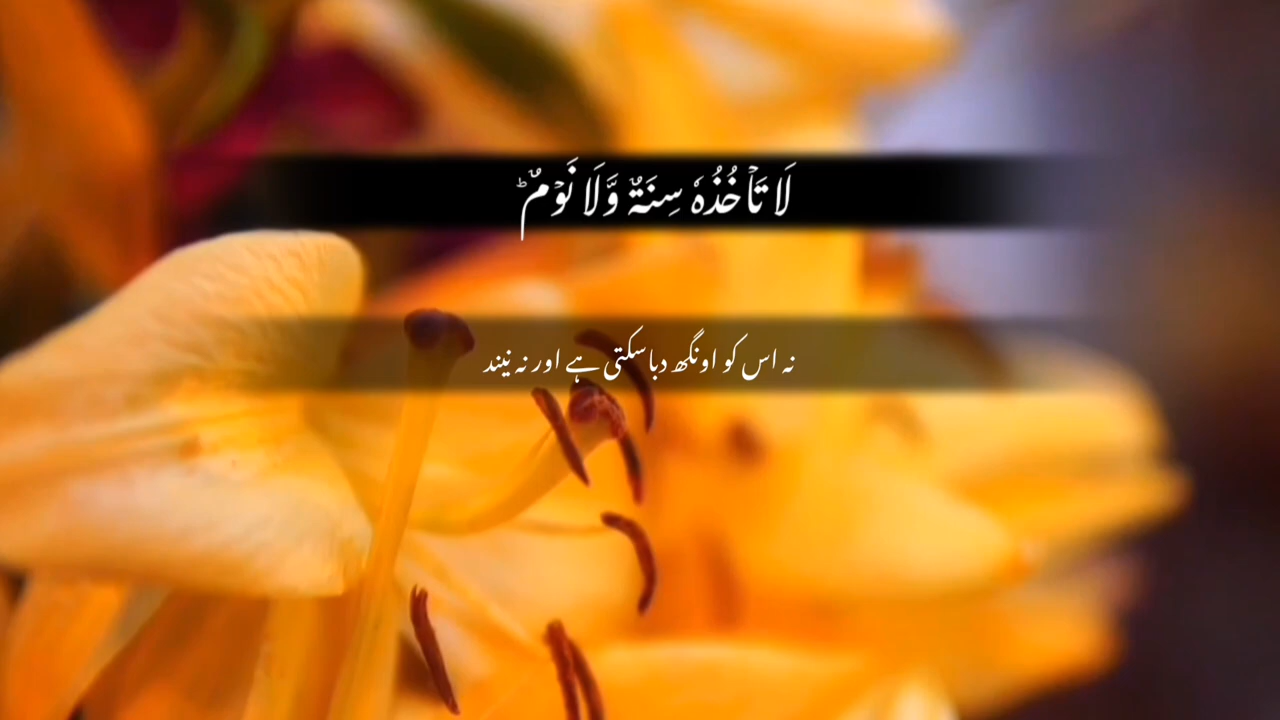 لَا تَاۡخُذُهٗ سِنَةٌ وَّلَا نَوۡمٌ ؕ
نہ اس کو اونگھ دبا سکتی ہے اور نہ نیند